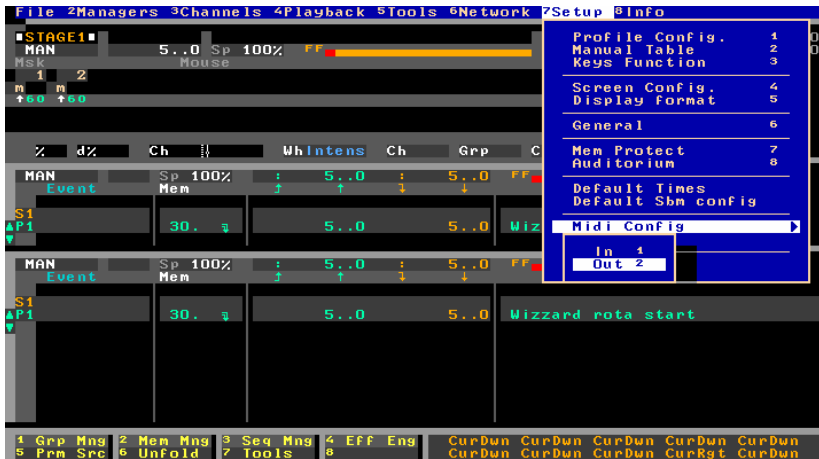 File 2Managers 3Channels 4Playback 5Tools 6Network 7Setup 8Info
STAGE1
MAN 5..0 Sp 100% FF
Msk Mouse
1 2
m m
↑60 ↑60
Profile Config. 1
Manual Table 2
Keys Function 3
Screen Config. 4
Display format 5
General 6
Mem Protect 7
Auditorium 8
Default Times
Default Sbm config
Midi Config
In 1
Out 2
% d% Ch WhIntens Ch Grp C
MAN Sp 100% : 5..0 : 5..0 FF
Event Mem ↑ ↓
S1
P1 30. 5..0 5..0 Wiz
MAN Sp 100% : 5..0 : 5..0 FF
Event Mem ↑ ↓
S1
P1 30. 5..0 5..0 Wizzard rota start
1 Grp Mng 2 Mem Mng 3 Seq Mng 4 Eff Eng CurDwn CurDwn CurDwn CurDwn CurDwn
5 Prm Src 6 Unfold 7 Tools 8 CurDwn CurDwn CurDwn CurRgt CurDwn